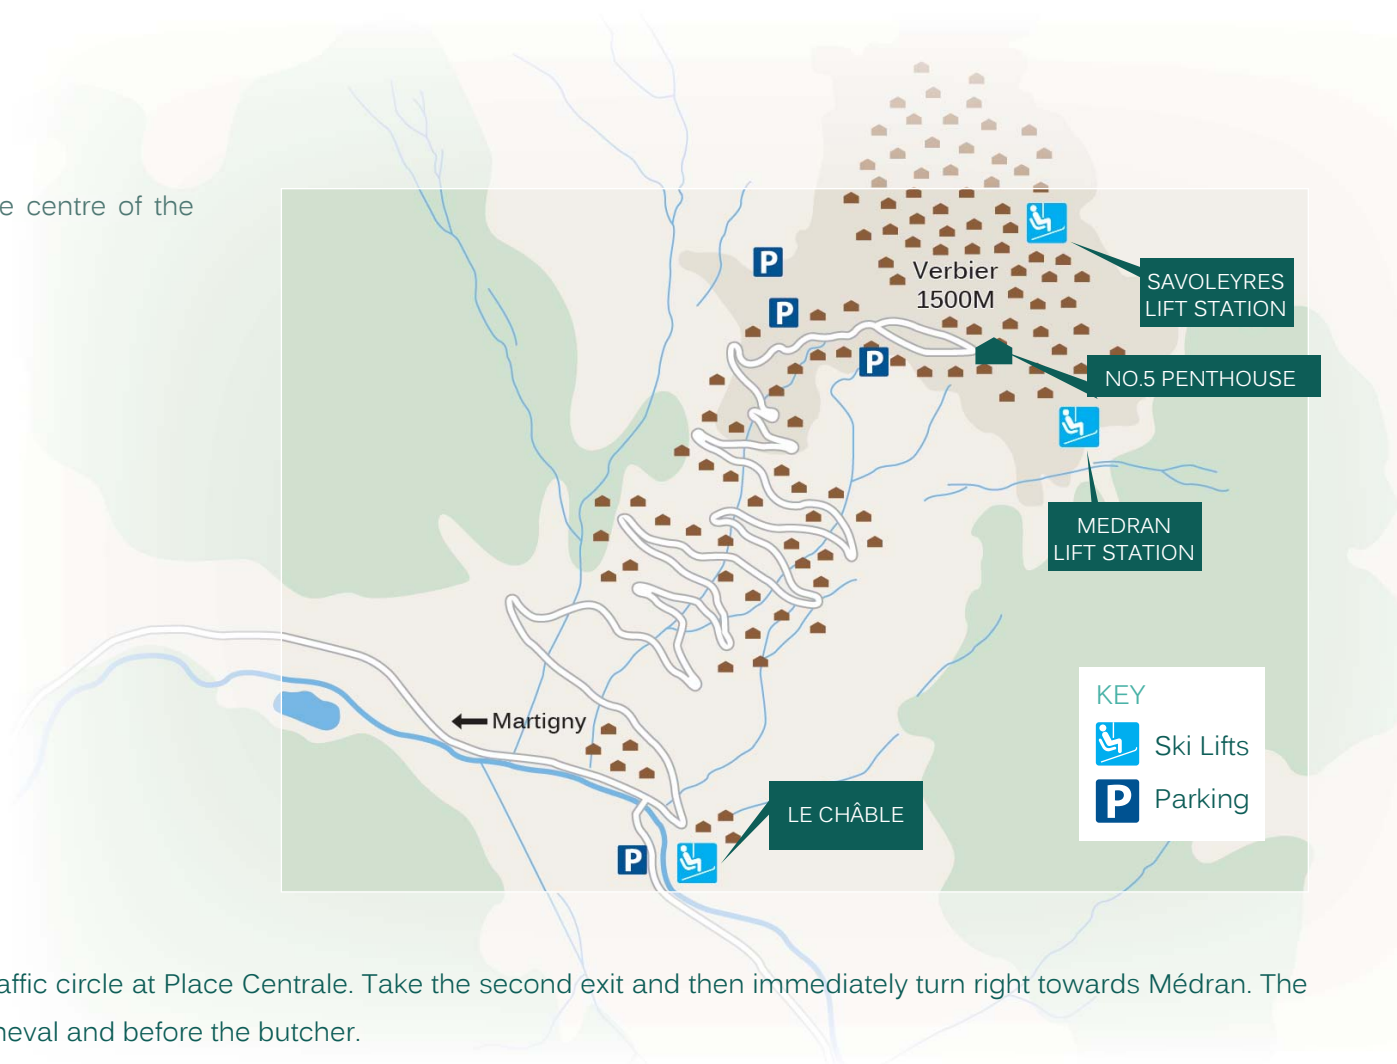 e centre of the
SAVOLEYRES
LIFT STATION
Verbier
1500M
P
P
P
NO.5 PENTHOUSE
MEDRAN
LIFT STATION
KEY
Ski Lifts
P Parking
Martigny
LE CHÂBLE
P
affic circle at Place Centrale. Take the second exit and then immediately turn right towards Médran. The
neval and before the butcher.